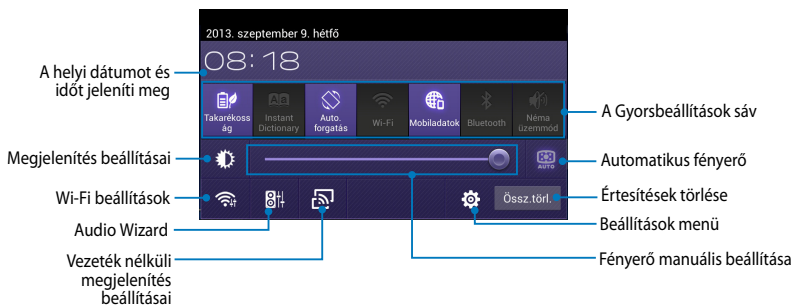 2013. szeptember 9. hétfő
08:18
A helyi dátumot és
időt jeleníti meg
Takarékoss
ág
Instant
Dictionary
Auto.
forgatás
Wi-Fi
Mobiladatok
Bluetooth
Néma
üzemmód
A Gyorsbeállítások sáv
Megjelenítés beállításai
AUTO
Automatikus fényerő
Wi-Fi beállítások
Össz.törl.
Értesítések törlése
Audio Wizard
Beállítások menü
Vezeték nélküli
megjelenítés
beállításai
Fényerő manuális beállítása